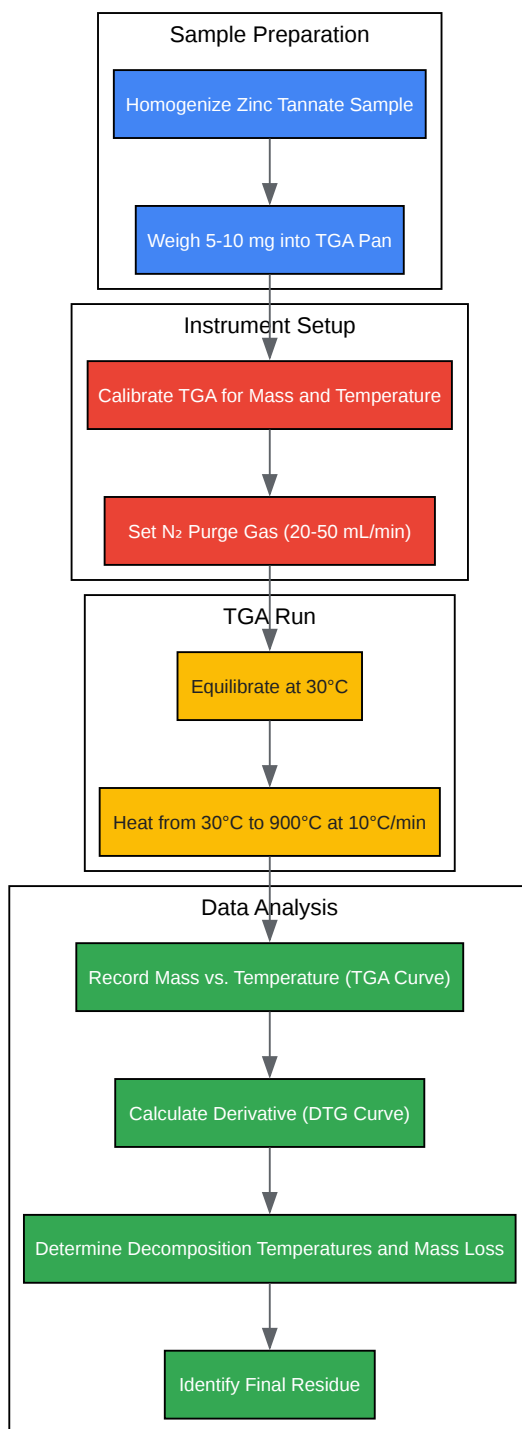 Sample Preparation
Homogenize Zinc Tannate Sample
Weigh 5-10 mg into TGA Pan
Instrument Setup
Calibrate TGA for Mass and Temperature
Set N₂ Purge Gas (20-50 mL/min)
TGA Run
Equilibrate at 30°C
Heat from 30°C to 900°C at 10°C/min
Data Analysis
Record Mass vs. Temperature (TGA Curve)
Calculate Derivative (DTG Curve)
Determine Decomposition Temperatures and Mass Loss
Identify Final Residue